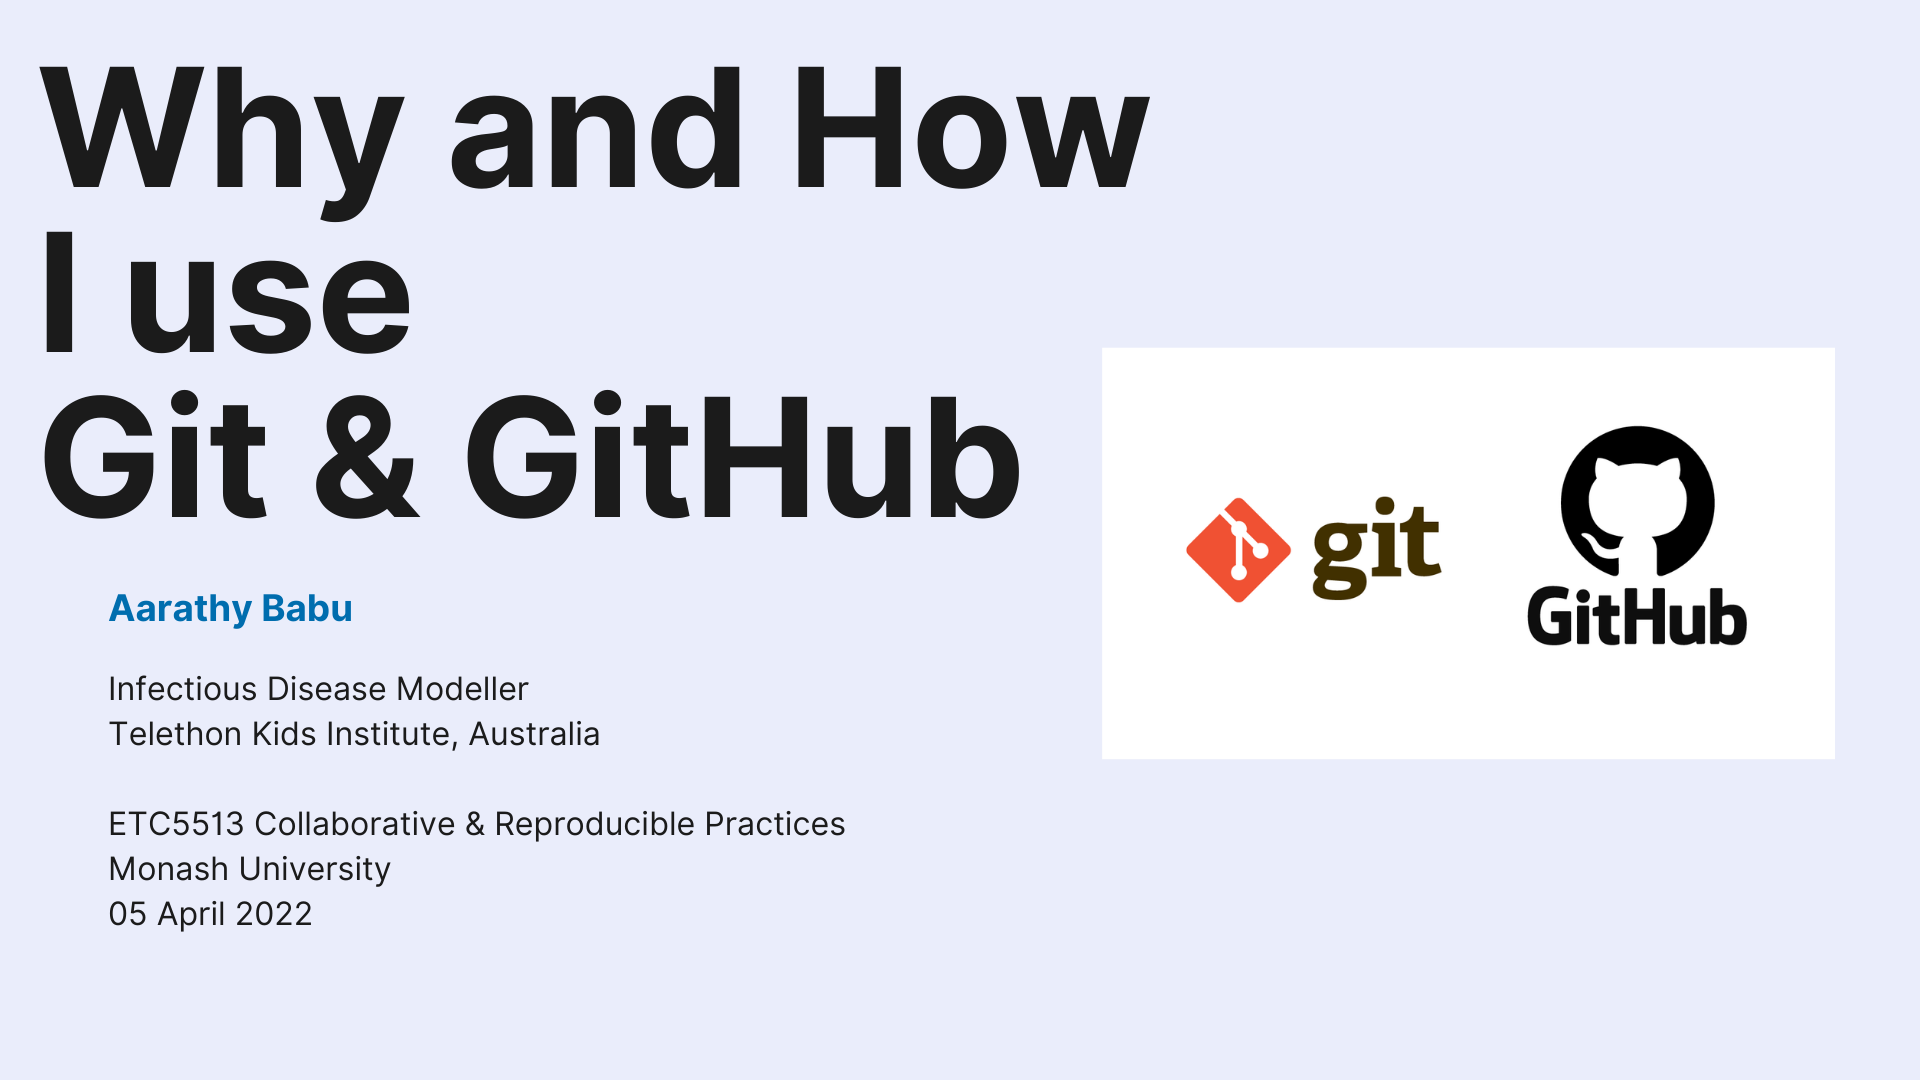 Why and How
I use
Git & GitHub
Aarathy Babu
Infectious Disease Modeller
Telethon Kids Institute, Australia
ETC5513 Collaborative & Reproducible Practices
Monash University
05 April 2022
git
GitHub